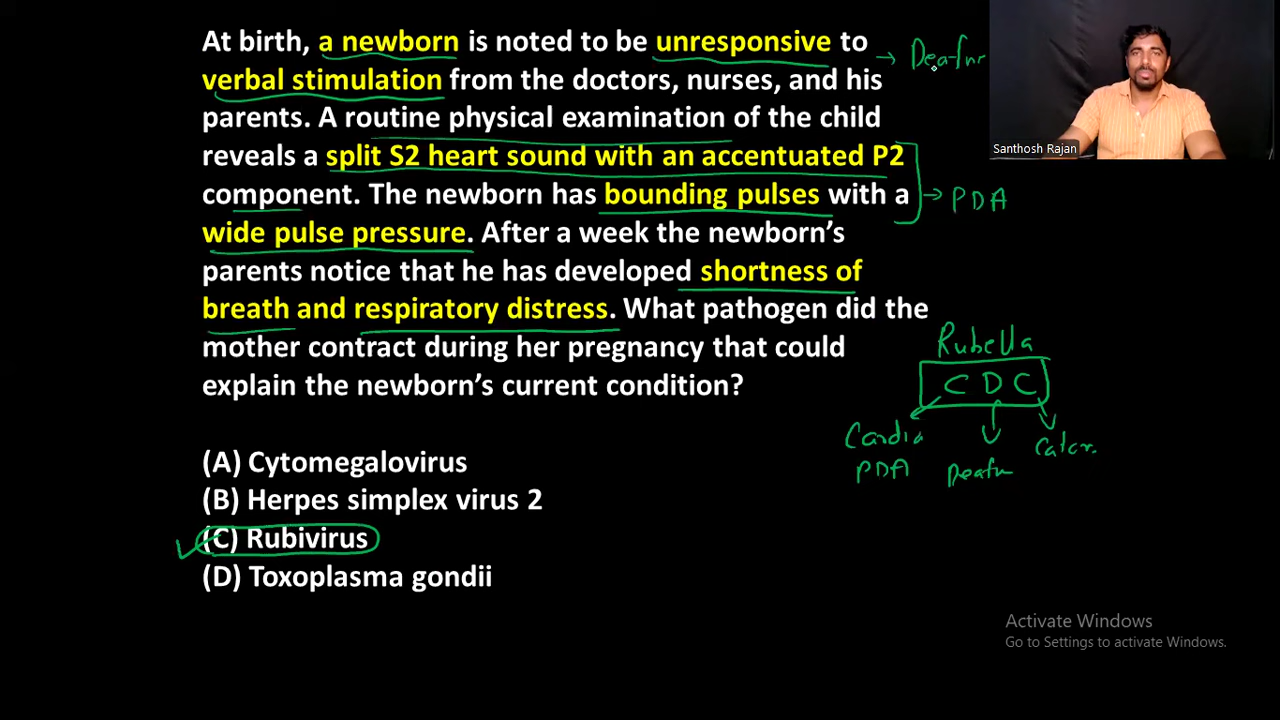 At birth, a newborn is noted to be unresponsive to
verbal stimulation from the doctors, nurses, and his
parents. A routine physical examination of the child
reveals a split S2 heart sound with an accentuated P2
component. The newborn has bounding pulses with a
wide pulse pressure. After a week the newborn’s
parents notice that he has developed shortness of
breath and respiratory distress. What pathogen did the
mother contract during her pregnancy that could
explain the newborn’s current condition?
(A) Cytomegalovirus
(B) Herpes simplex virus 2
(C) Rubivirus
(D) Toxoplasma gondii
→ PDA
Rubella
C D C
Cardia
PDA
Santhosh Rajan
Activate Windows
Go to Settings to activate Windows.